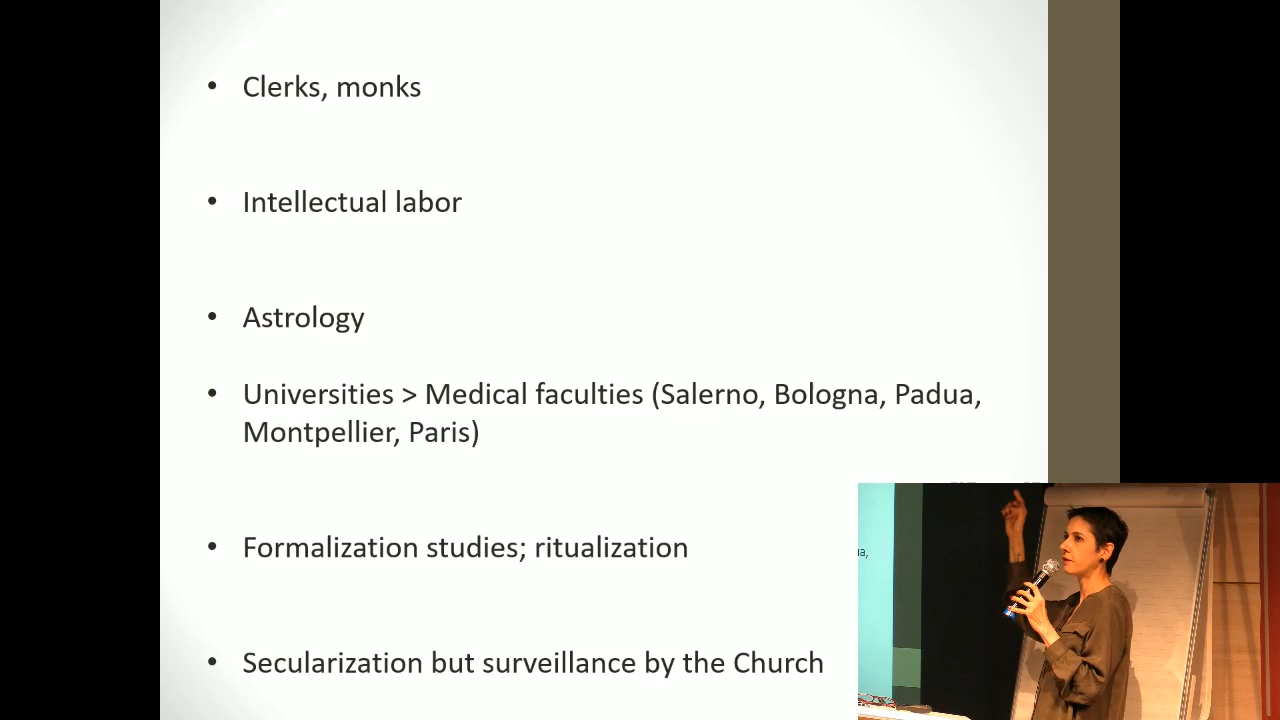 • Clerks, monks
• Intellectual labor
• Astrology
• Universities > Medical faculties (Salerno, Bologna, Padua,
Montpellier, Paris)
• Formalization studies; ritualization
• Secularization but surveillance by the Church
ua,